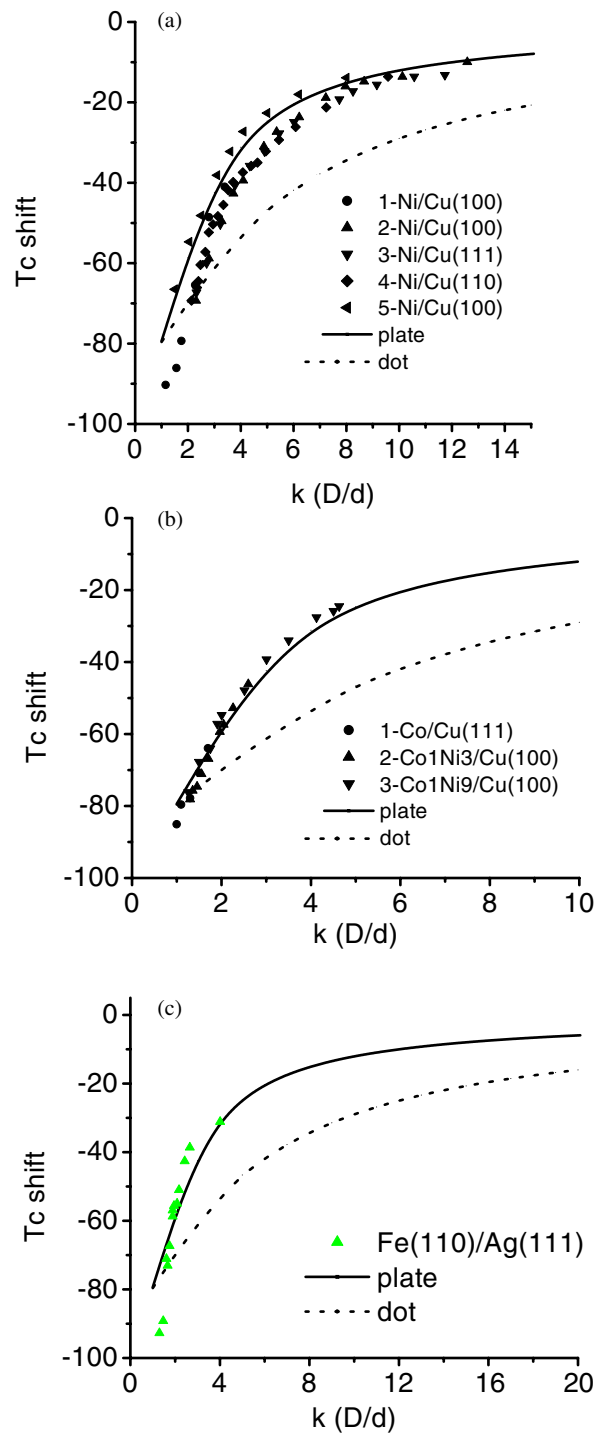 (a)
0
-20
-40
-60
-80
-100
Tc shift
1-Ni/Cu(100)
2-Ni/Cu(100)
3-Ni/Cu(111)
4-Ni/Cu(110)
5-Ni/Cu(100)
plate
dot
0 2 4 6 8 10 12 14
k (D/d)
(b)
0
-20
-40
-60
-80
-100
Tc shift
1-Co/Cu(111)
2-Co1Ni3/Cu(100)
3-Co1Ni9/Cu(100)
plate
dot
0 2 4 6 8 10
k (D/d)
(c)
0
-20
-40
-60
-80
-100
Tc shift
Fe(110)/Ag(111)
plate
dot
0 4 8 12 16 20
k (D/d)